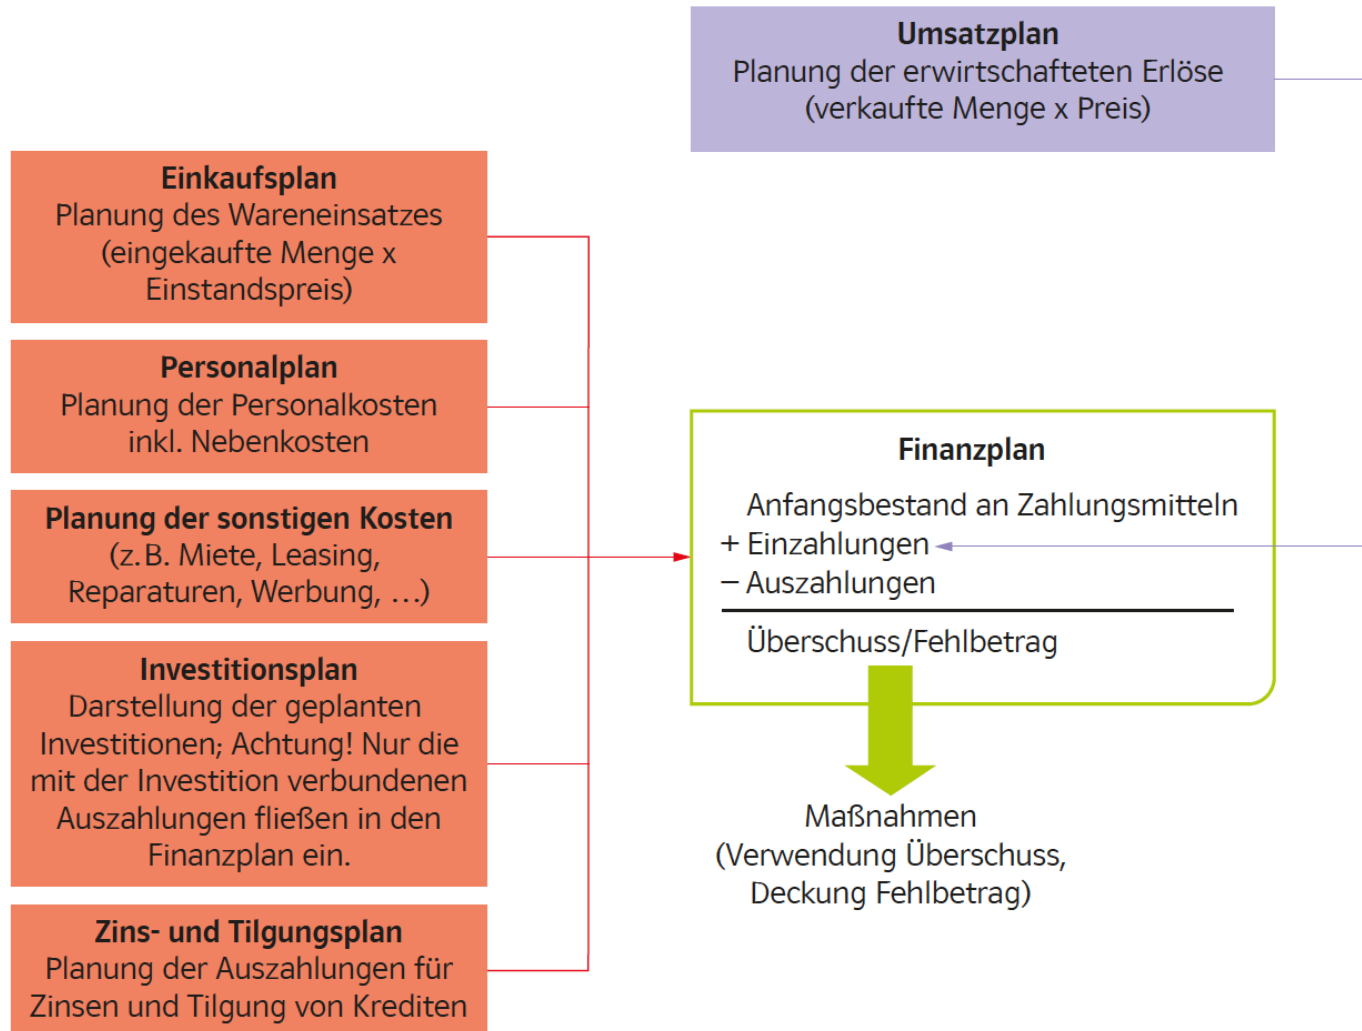 Umsatzplan
Planung der erwirtschafteten Erlöse
(verkaufte Menge x Preis)
Einkaufsplan
Planung des Wareneinsatzes
(eingekaufte Menge x
Einstandspreis)
Personalplan
Planung der Personalkosten
inkl. Nebenkosten
Planung der sonstigen Kosten
(z. B. Miete, Leasing,
Reparaturen, Werbung, …)
Investitionsplan
Darstellung der geplanten
Investitionen; Achtung! Nur die
mit der Investition verbundenen
Auszahlungen fließen in den
Finanzplan ein.
Zins- und Tilgungsplan
Planung der Auszahlungen für
Zinsen und Tilgung von Krediten
Finanzplan
Anfangsbestand an Zahlungsmitteln
+ Einzahlungen
– Auszahlungen
Überschuss/Fehlbetrag
Maßnahmen
(Verwendung Überschuss,
Deckung Fehlbetrag)